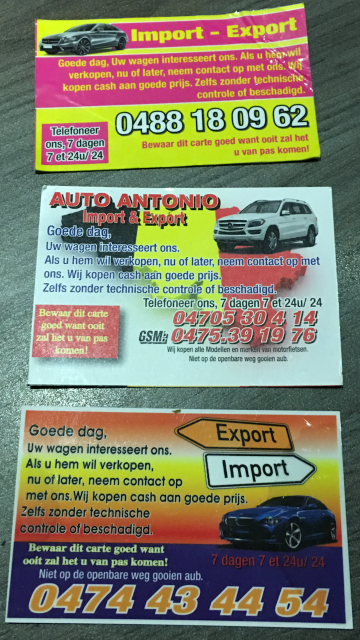 Import - Export
Goede dag, Uw wagen interesseert ons. Als u hem wil
verkopen, nu of later, neem contact op met ons. Wij
kopen cash aan goede prijs. Zelfs zonder technische
controle of beschadigd.
Telefoneer
ons, 7 dagen
7 et 24u/ 24
0488 18 09 62
Bewaar dit carte goed want ooit zal het
u van pas komen!
AUTO ANTONIO
Import & Export
Goede dag,
Uw wagen interesseert ons.
Als u hem wil verkopen, nu of later, neem contact op met
ons. Wij kopen cash aan goede prijs.
Zelfs zonder technische controle of beschadigd.
Telefoneer ons, 7 dagen 7 et 24u/ 24
04705 30 4 14
GSM: 0475.39 19 76
Bewaar dit carte
goed want ooit
zal het u van pas
komen!
Wij kopen alle Modellen en merken van motorfietsen.
Niet op de openbare weg gooien aub.
Export
Import
Goede dag,
Uw wagen interesseert ons.
Als u hem wil verkopen,
nu of later, neem contact op
met ons.Wij kopen cash aan goede prijs.
Zelfs zonder technische
controle of beschadigd.
Bewaar dit carte goed want
ooit zal het u van pas komen!
7 dagen 7 et 24u/ 24
Niet op de openbare weg gooien aub.
0474 43 44 54